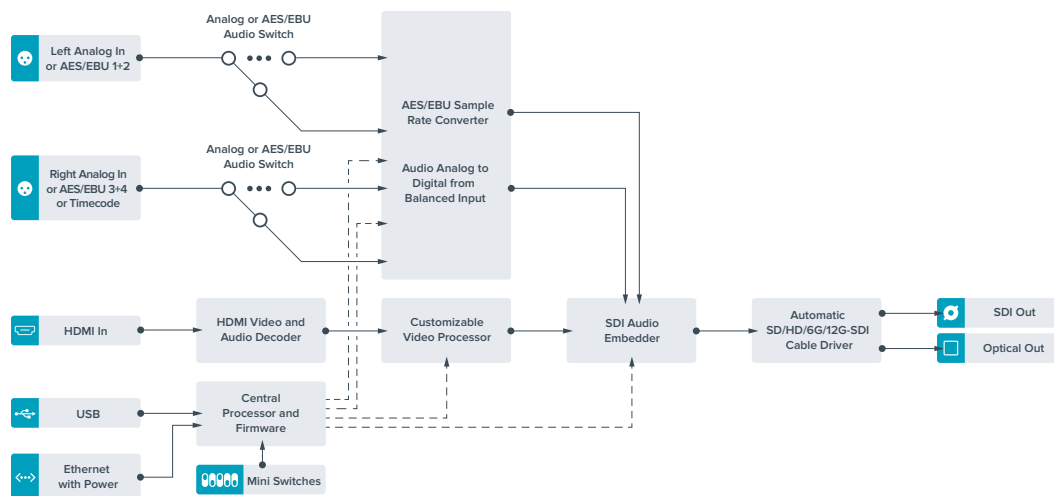 Analog or AES/EBU
Audio Switch
Left Analog In
or AES/EBU 1+2
AES/EBU Sample
Rate Converter
Analog or AES/EBU
Audio Switch
Right Analog In
or AES/EBU 3+4
or Timecode
Audio Analog to
Digital from
Balanced Input
HDMI In
HDMI Video and
Audio Decoder
Customizable
Video Processor
SDI Audio
Embedder
Automatic
SD/HD/6G/12G-SDI
Cable Driver
SDI Out
Optical Out
USB
Central
Processor and
Firmware
Ethernet
with Power
Mini Switches